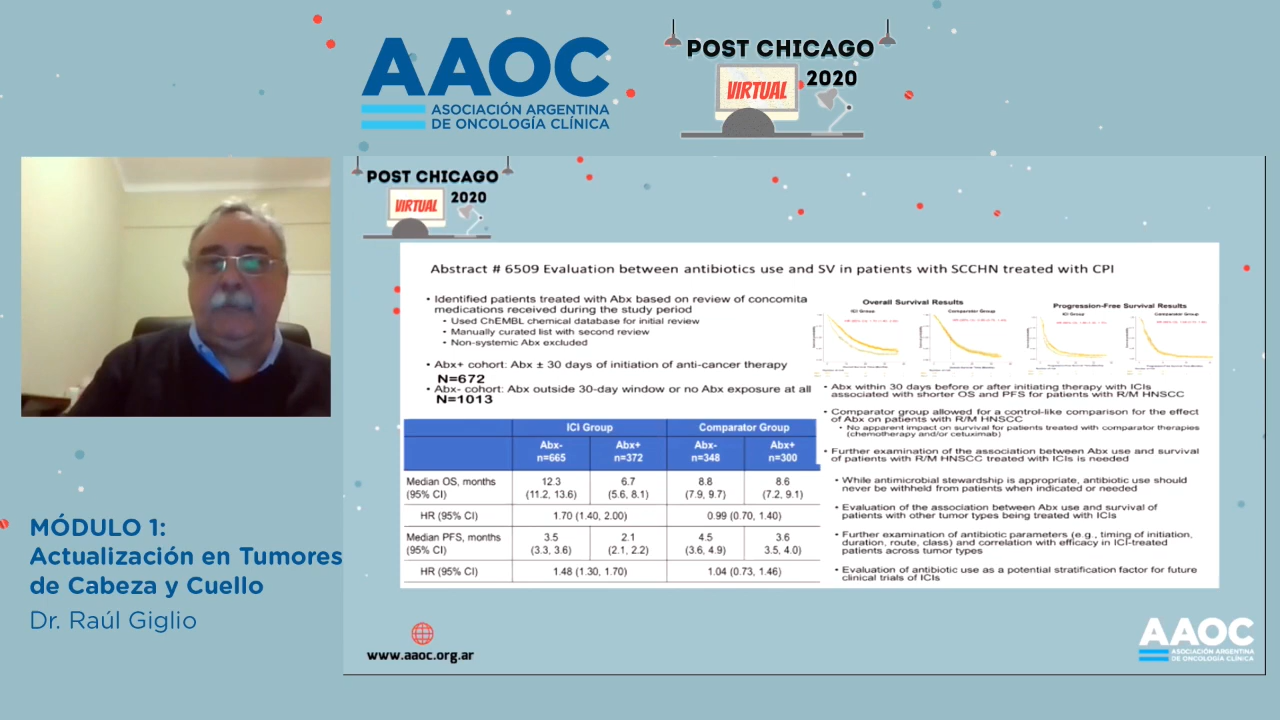 AAOC
ASOCIACIÓN ARGENTINA
DE ONCOLOGÍA CLÍNICA
POST CHICAGO
2020
VIRTUAL
POST CHICAGO
2020
VIRTUAL
Abstract # 6509 Evaluation between antibiotics use and SV in patients with SCCHN treated with CPI
• Identified patients treated with Abx based on review of concomita
medications received during the study period
• Used ChEMBL chemical database for initial review
• Manually curated list with second review
• Non-systemic Abx excluded
• Abx+ cohort: Abx ± 30 days of initiation of anti-cancer therapy
N=672
• Abx- cohort: Abx outside 30-day window or no Abx exposure at all
N=1013
ICI Group Comparator Group
Abx- Abx+ Abx- Abx+
n=665 n=372 n=348 n=300
Median OS, months 12.3 6.7 8.8 8.6
(95% CI) (11.2, 13.6) (5.6, 8.1) (7.9, 9.7) (7.2, 9.1)
HR (95% CI) 1.70 (1.40, 2.00) 0.99 (0.70, 1.40)
Median PFS, months 3.5 2.1 4.5 3.6
(95% CI) (3.3, 3.6) (2.1, 2.2) (3.6, 4.9) 3.5, 4.0)
HR (95% CI) 1.48 (1.30, 1.70) 1.04 (0.73, 1.46)
Overall Survival Results
ICI Group Comparator Group
Progression-Free Survival Results
ICI Group Comparator Group
• Abx within 30 days before or after initiating therapy with ICIs
associated with shorter OS and PFS for patients with R/M HNSCC
• Comparator group allowed for a control-like comparison for the effect
of Abx on patients with R/M HNSCC
• No apparent impact on survival for patients treated with comparator therapies
(chemotherapy and/or cetuximab)
• Further examination of the association between Abx use and survival
of patients with R/M HNSCC treated with ICIs is needed
• While antimicrobial stewardship is appropriate, antibiotic use should
never be withheld from patients when indicated or needed
• Evaluation of the association between Abx use and survival of
patients with other tumor types being treated with ICIs
• Further examination of antibiotic parameters (e.g., timing of initiation,
duration, route, class) and correlation with efficacy in ICI-treated
patients across tumor types
• Evaluation of antibiotic use as a potential stratification factor for future
clinical trials of ICIs
MÓDULO 1:
Actualización en Tumores
de Cabeza y Cuello
Dr. Raúl Giglio
www.aaoc.org.ar
AAOC
ASOCIACIÓN ARGENTINA
DE ONCOLOGÍA CLÍNICA